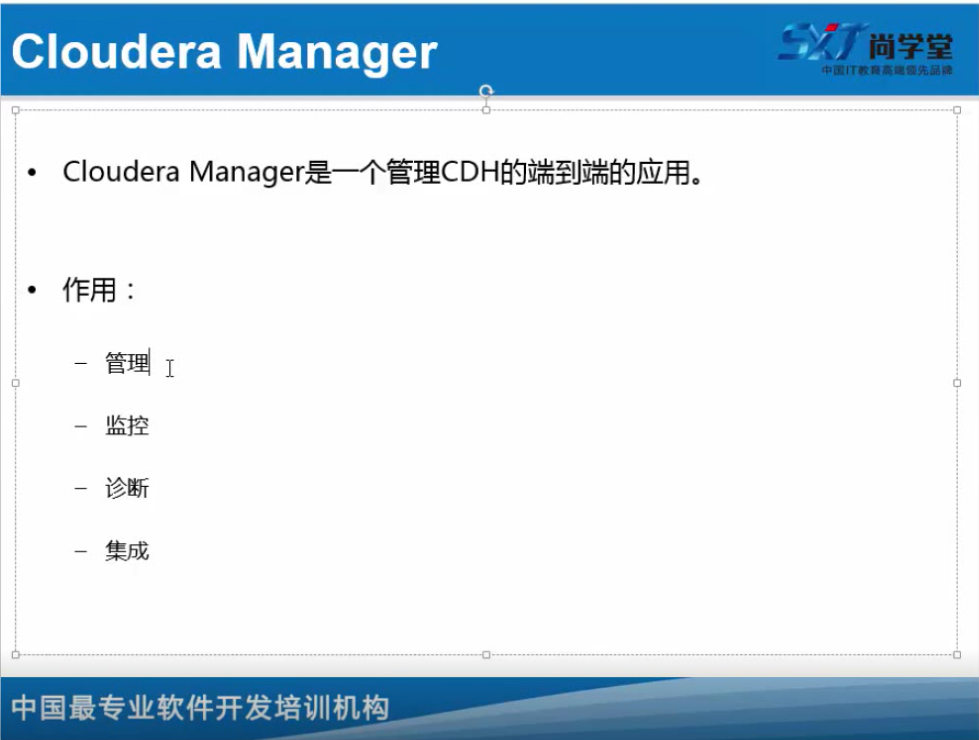 Cloudera Manager
SXT尚学堂
中国IT教育高端领先品牌
• Cloudera Manager是一个管理CDH的端到端的应用。
• 作用：
– 管理
– 监控
– 诊断
– 集成
中国最专业软件开发培训机构